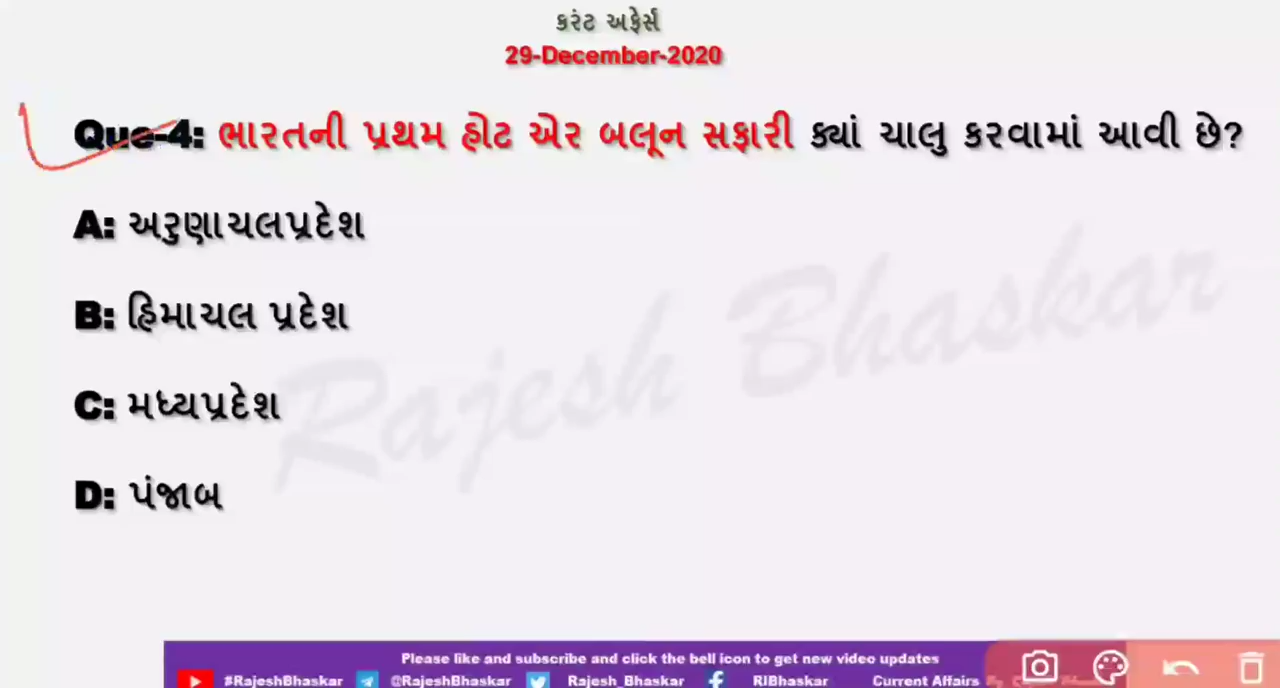 કરંટ અફેર્સ
29-December-2020
Que-4: ભારતની પ્રથમ હોટ એર બલૂન સફારી ક્યાં ચાલુ કરવામાં આવી છે?
A: અરુણાચલપ્રદેશ
B: હિમાચલ પ્રદેશ
C: મધ્યપ્રદેશ
D: પંજાબ
Rajesh Bhaskar
Please like and subscribe and click the bell icon to get new video updates
#RajeshBhaskar @RajeshBhaskar Rajesh_Bhaskar RIBhaskar Current Affairs